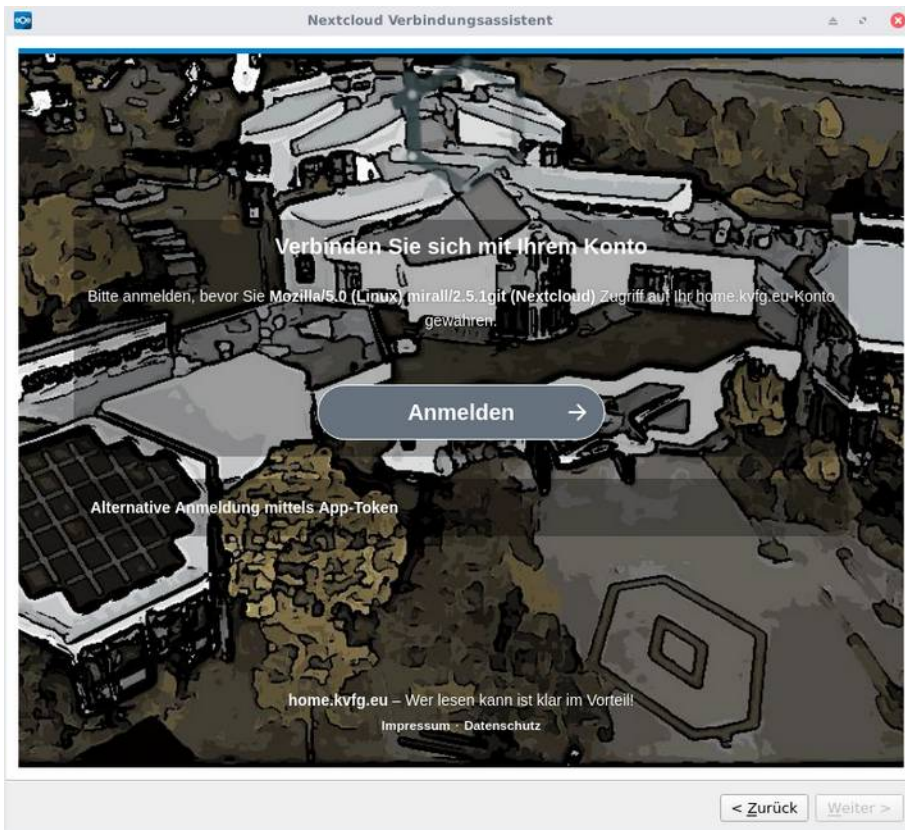 Nextcloud Verbindungsassistent
Verbinden Sie sich mit Ihrem Konto
Bitte anmelden, bevor Sie Mozilla/5.0 (Linux) mirall/2.5.1git (Nextcloud) Zugriff auf Ihr home.kvfg.eu-Konto
gewähren.
Anmelden
Alternative Anmeldung mittels App-Token
home.kvfg.eu – Wer lesen kann ist klar im Vorteil!
Impressum · Datenschutz
< Zurück Weiter >